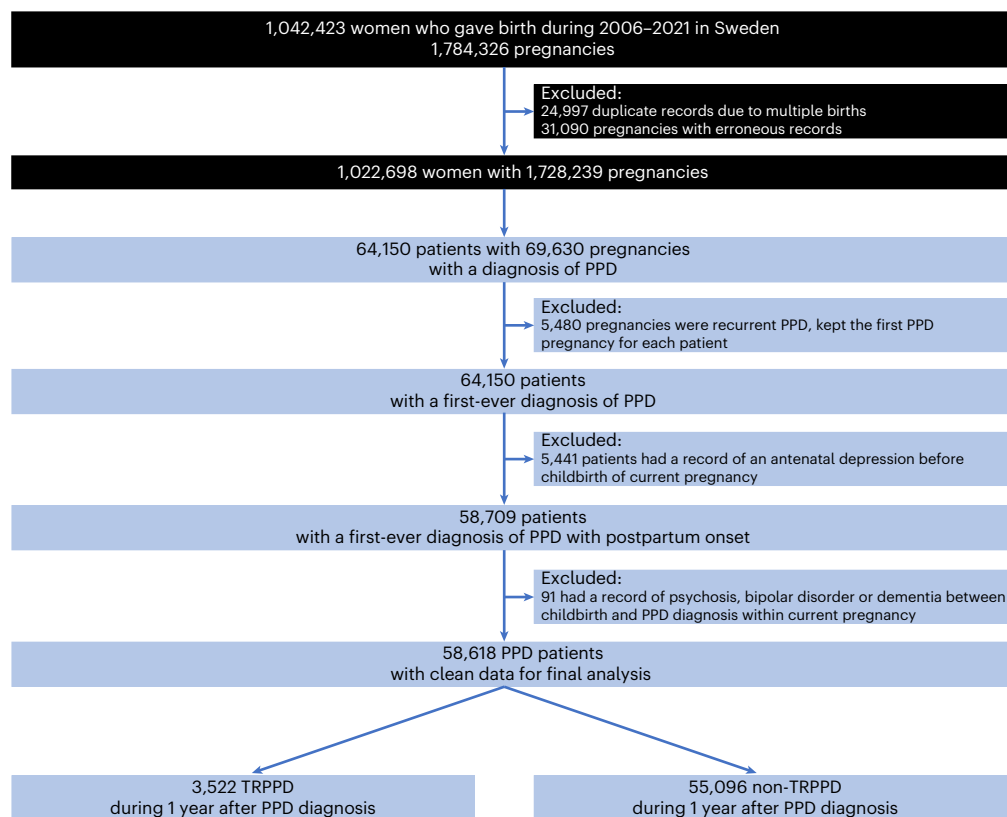 1,042,423 women who gave birth during 2006–2021 in Sweden
1,784,326 pregnancies
Excluded:
24,997 duplicate records due to multiple births
31,090 pregnancies with erroneous records
1,022,698 women with 1,728,239 pregnancies
64,150 patients with 69,630 pregnancies
with a diagnosis of PPD
Excluded:
5,480 pregnancies were recurrent PPD, kept the first PPD
pregnancy for each patient
64,150 patients
with a first-ever diagnosis of PPD
Excluded:
5,441 patients had a record of an antenatal depression before
childbirth of current pregnancy
58,709 patients
with a first-ever diagnosis of PPD with postpartum onset
Excluded:
91 had a record of psychosis, bipolar disorder or dementia between
childbirth and PPD diagnosis within current pregnancy
58,618 PPD patients
with clean data for final analysis
3,522 TRPPD
during 1 year after PPD diagnosis
55,096 non-TRPPD
during 1 year after PPD diagnosis